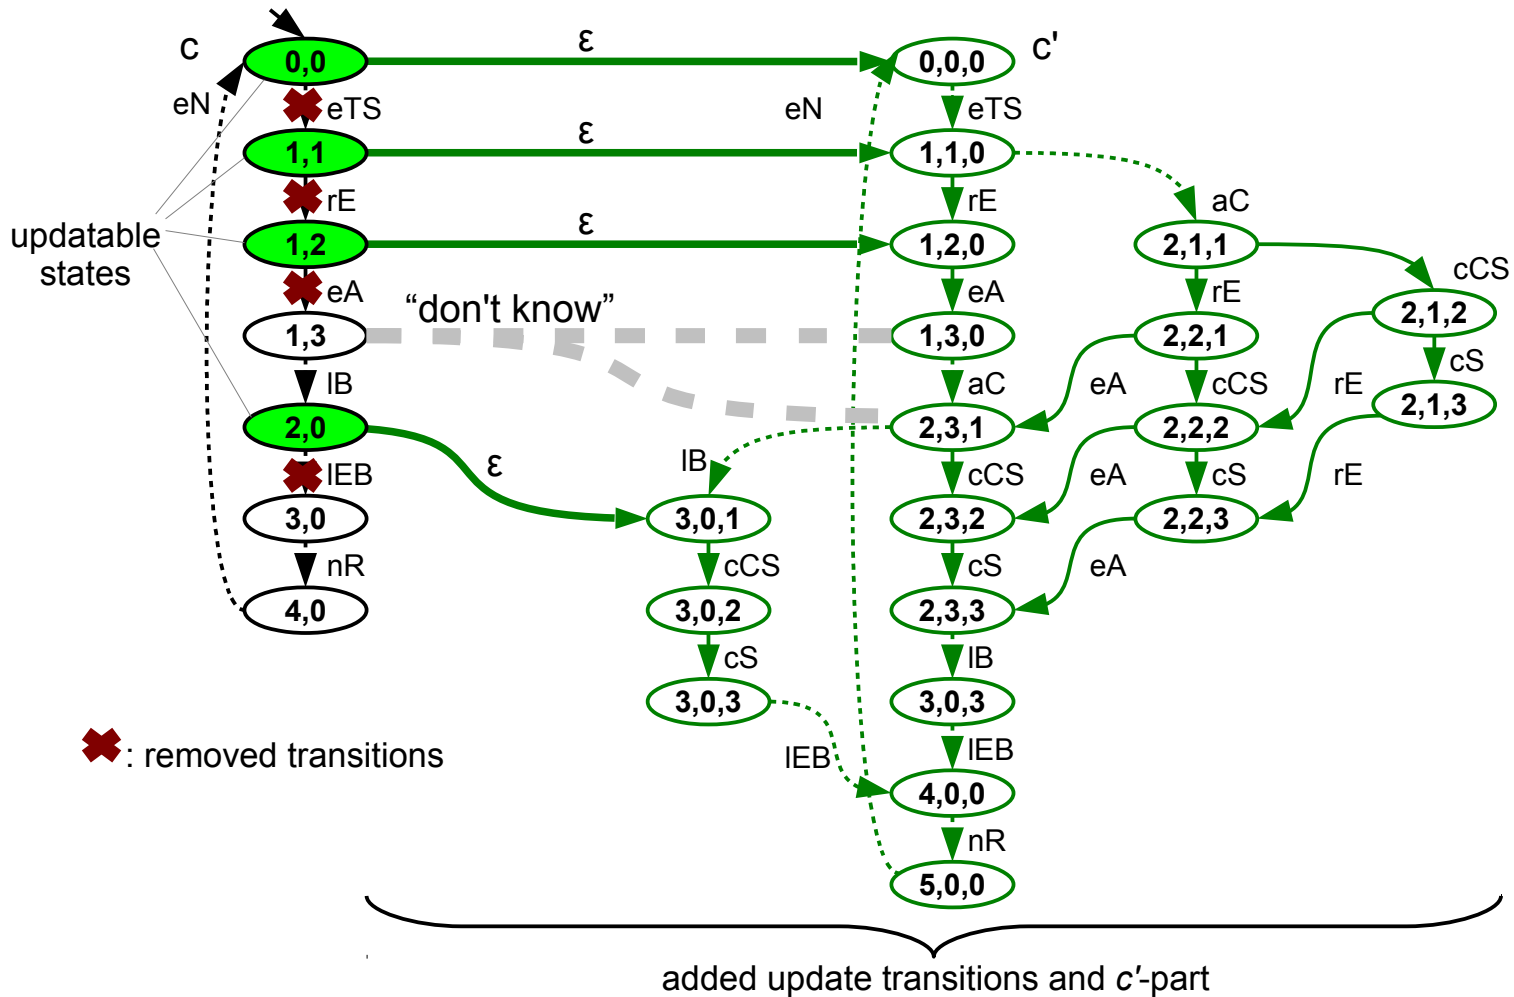 c
0,0
ε
0,0,0
c'
eN
eTS
eN
eTS
1,1
ε
1,1,0
rE
rE
aC
updatable
states
1,2
ε
1,2,0
2,1,1
cCS
eA
"don't know"
eA
rE
2,1,2
1,3
1,3,0
2,2,1
cS
lB
aC
eA
cCS
rE
2,1,3
2,0
2,3,1
2,2,2
lEB
ε
lB
cCS
eA
cS
rE
3,0
3,0,1
2,3,2
2,2,3
nR
cCS
cS
eA
4,0
3,0,2
2,3,3
cS
lB
3,0,3
3,0,3
: removed transitions
lEB
lEB
4,0,0
nR
5,0,0
added update transitions and c'-part